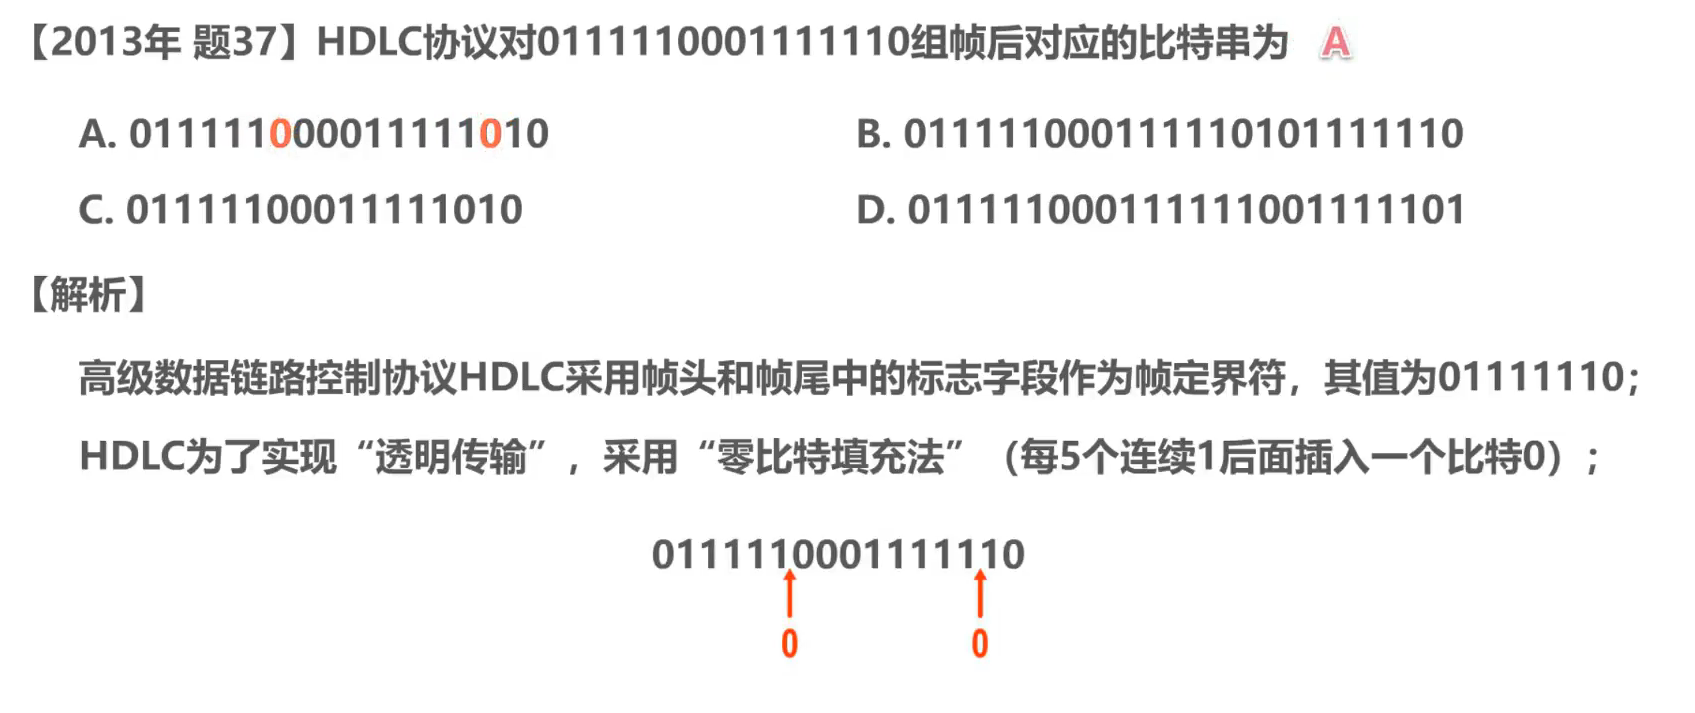 【2013年 题37】HDLC协议对0111110001111110组帧后对应的比特串为 A
A. 011111000011111010 B. 011111000111110101111110
C. 01111100011111010 D. 011111000111111001111101
【解析】
高级数据链路控制协议HDLC采用帧头和帧尾中的标志字段作为帧定界符，其值为01111110；
HDLC为了实现“透明传输”，采用“零比特填充法”（每5个连续1后面插入一个比特0）；
0111110001111110
0 0